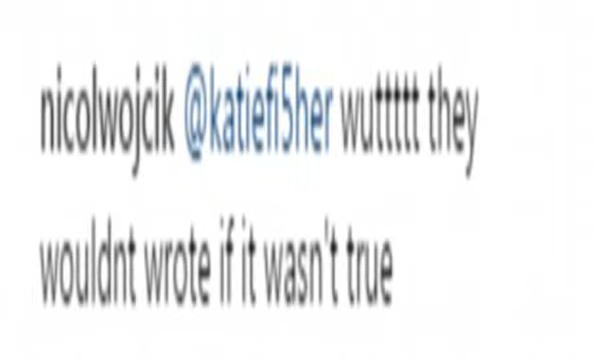 nicolwojcik @katiefi5her wuttttt they
wouldnt wrote if it wasn't true